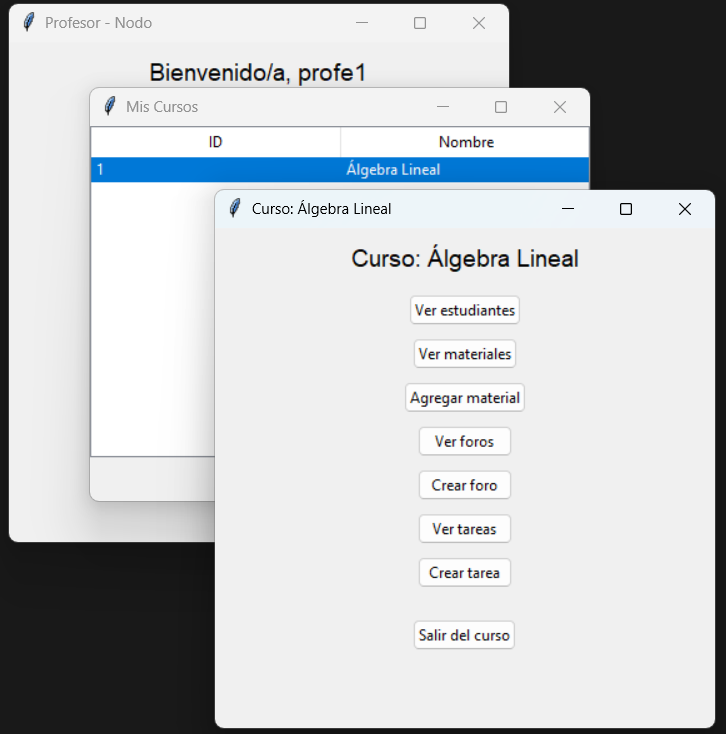 Profesor - Nodo
Bienvenido/a, profe1
Mis Cursos
ID Nombre
1 Álgebra Lineal
Curso: Álgebra Lineal
Curso: Álgebra Lineal
Ver estudiantes
Ver materiales
Agregar material
Ver foros
Crear foro
Ver tareas
Crear tarea
Salir del curso